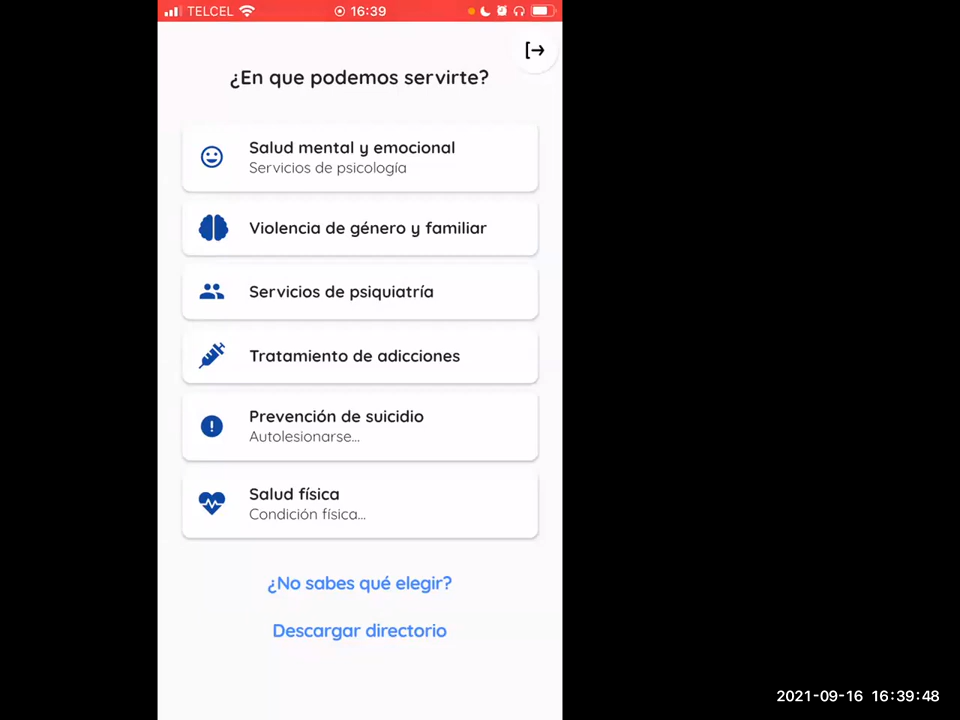 TELCEL 16:39
¿En que podemos servirte?
Salud mental y emocional
Servicios de psicología
Violencia de género y familiar
Servicios de psiquiatría
Tratamiento de adicciones
Prevención de suicidio
Autolesionarse...
Salud física
Condición física...
¿No sabes qué elegir?
Descargar directorio
2021-09-16 16:39:48